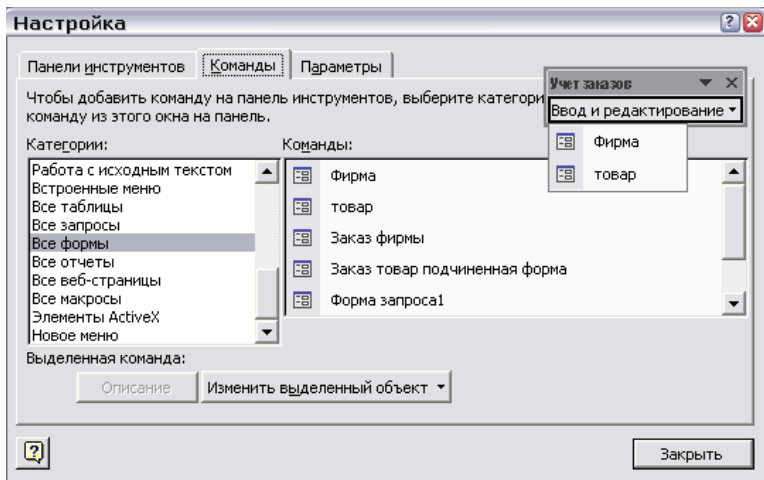 Настройка
Панели инструментов
Команды
Параметры
Учет заказов
Чтобы добавить команду на панель инструментов, выберите категори
команду из этого окна на панель.
Ввод и редактирование
Фирма
товар
Категории:
Команды:
Работа с исходным текстом
Встроенные меню
Все таблицы
Все запросы
Все формы
Все отчеты
Все веб-страницы
Все макросы
Элементы ActiveX
Новое меню
Фирма
товар
Заказ фирмы
Заказ товар подчиненная форма
Форма запроса1
Выделенная команда:
Описание
Изменить выделенный объект
Закрыть